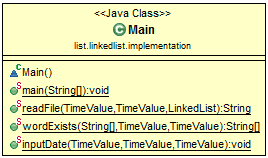 <<Java Class>>
C Main
list.linkedlist.implementation
C Main()
S main(String[]):void
S readFile(TimeValue,TimeValue,LinkedList):String
S wordExists(String[],TimeValue,TimeValue):String[]
S inputDate(TimeValue,TimeValue,TimeValue):void